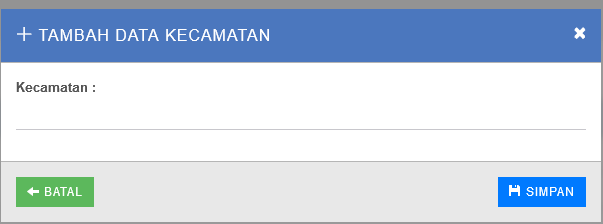 TAMBAH DATA KECAMATAN
Kecamatan :
BATAL
SIMPAN